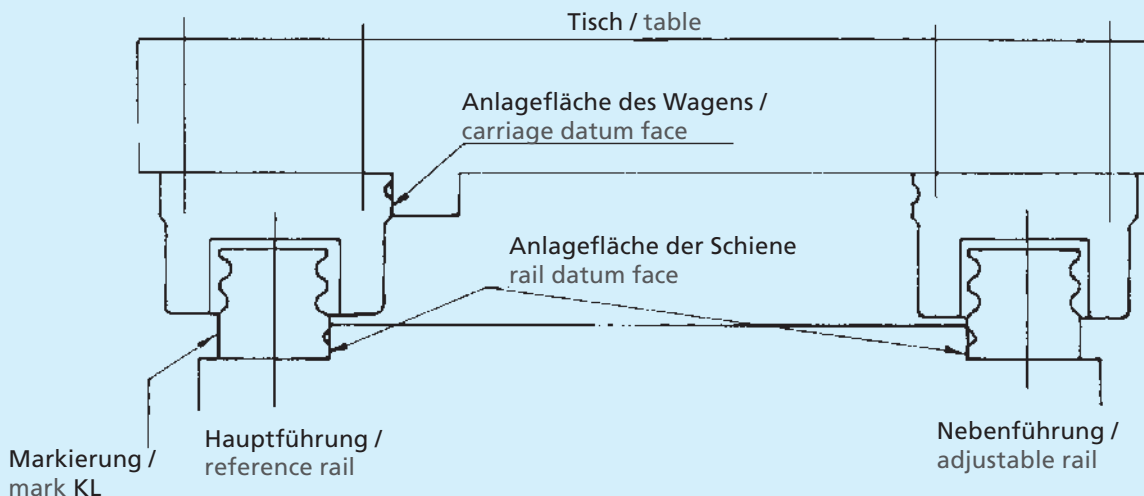 Tisch / table
Anlagefläche des Wagens /
carriage datum face
Anlagefläche der Schiene
rail datum face
Hauptführung /
reference rail
Nebenführung /
adjustable rail
Markierung /
mark KL